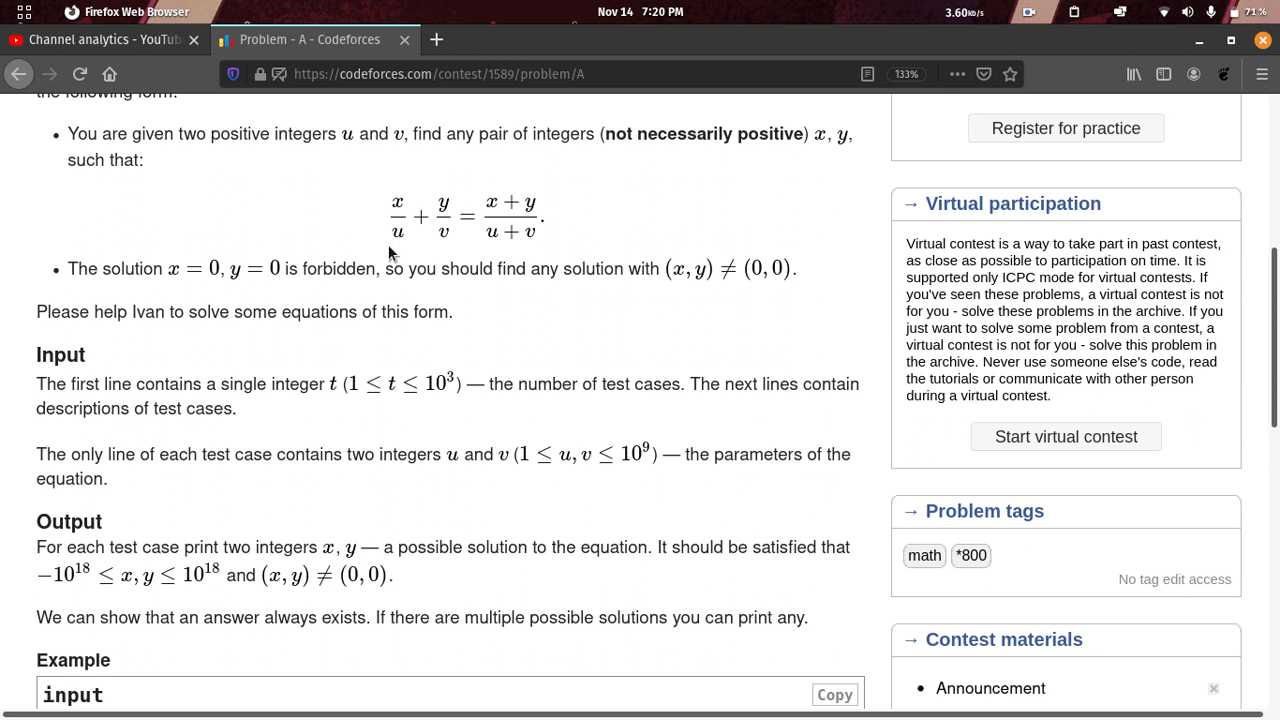 Firefox Web Browser
Nov 14 7:20 PM
3.60kb/s
71 %
Channel analytics - YouTub
Problem - A - Codeforces
https://codeforces.com/contest/1589/problem/A
133%
the following form:
• You are given two positive integers u and v, find any pair of integers (not necessarily positive) x, y,
such that:
x/u + y/v = (x + y)/(u + v).
• The solution x = 0, y = 0 is forbidden, so you should find any solution with (x, y) ≠ (0, 0).
Please help Ivan to solve some equations of this form.
Input
The first line contains a single integer t (1 ≤ t ≤ 10³) — the number of test cases. The next lines contain
descriptions of test cases.
The only line of each test case contains two integers u and v (1 ≤ u, v ≤ 10⁹) — the parameters of the
equation.
Output
For each test case print two integers x, y — a possible solution to the equation. It should be satisfied that
−10¹⁸ ≤ x, y ≤ 10¹⁸ and (x, y) ≠ (0, 0).
We can show that an answer always exists. If there are multiple possible solutions you can print any.
Example
input
Copy
Register for practice
→ Virtual participation
Virtual contest is a way to take part in past contest,
as close as possible to participation on time. It is
supported only ICPC mode for virtual contests. If
you've seen these problems, a virtual contest is not
for you - solve these problems in the archive. If you
just want to solve some problem from a contest, a
virtual contest is not for you - solve this problem in
the archive. Never use someone else's code, read
the tutorials or communicate with other person
during a virtual contest.
Start virtual contest
→ Problem tags
math
*800
No tag edit access
→ Contest materials
• Announcement